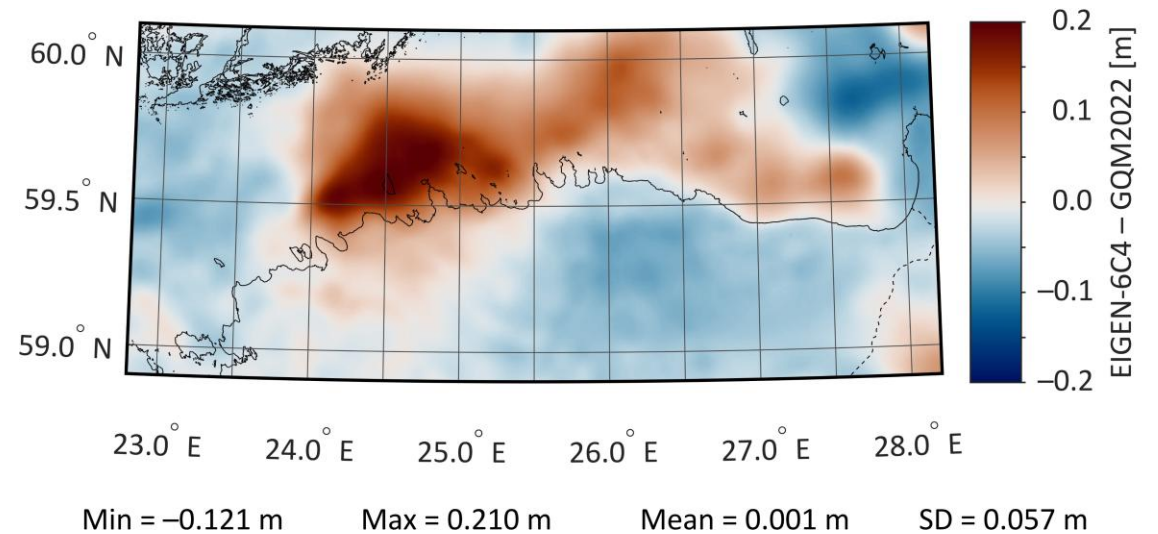 60.0° N
59.5° N
59.0° N
23.0° E 24.0° E 25.0° E 26.0° E 27.0° E 28.0° E
0.2
0.1
0.0
–0.1
–0.2
EIGEN-6C4 – GQM2022 [m]
Min = –0.121 m Max = 0.210 m Mean = 0.001 m SD = 0.057 m